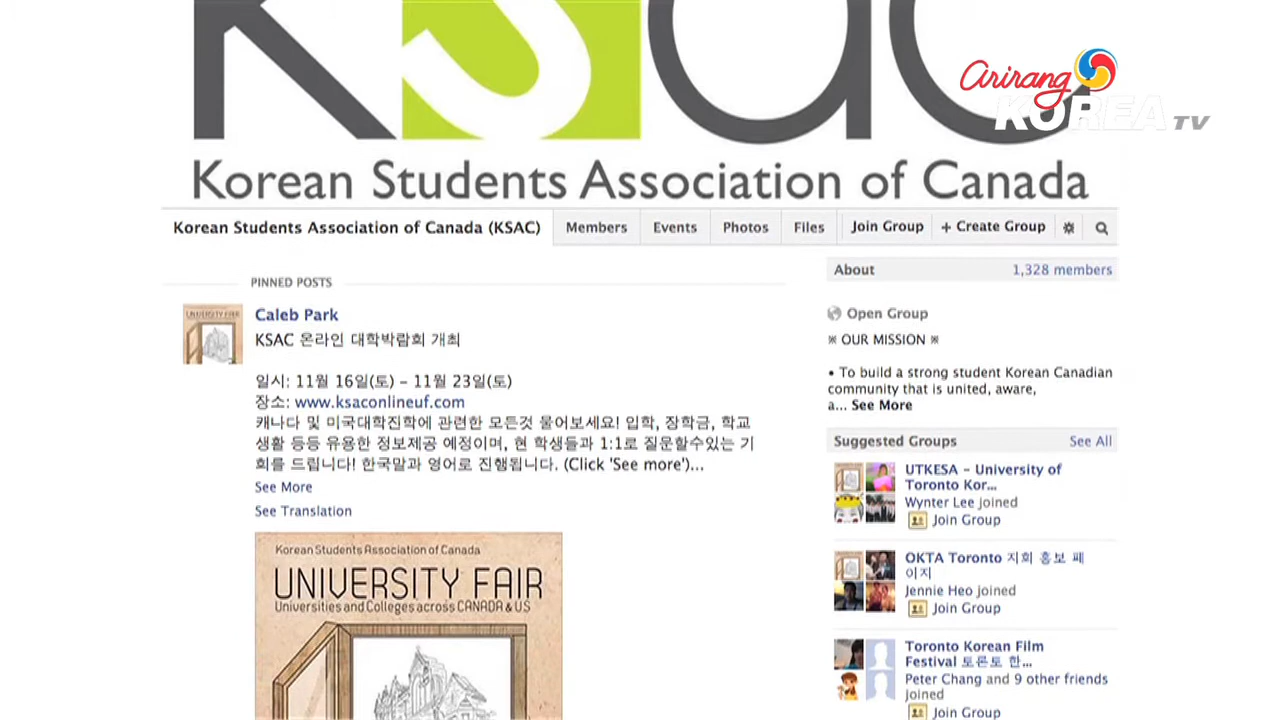 ksac
arirang
KOREA TV
Korean Students Association of Canada
Korean Students Association of Canada (KSAC)
Members
Events
Photos
Files
Join Group
+ Create Group
PINNED POSTS
UNIVERSITY FAIR
Caleb Park
KSAC 온라인 대학박람회 개최
일시: 11월 16일(토) – 11월 23일(토)
장소: www.ksaconlineuf.com
캐나다 및 미국대학진학에 관련한 모든것 물어보세요! 입학, 장학금, 학교
생활 등등 유용한 정보제공 예정이며, 현 학생들과 1:1로 질문할수있는 기
회를 드립니다! 한국말과 영어로 진행됩니다. (Click 'See more')...
See More
See Translation
Korean Students Association of Canada
UNIVERSITY FAIR
Universities and Colleges across CANADA & US
About
1,328 members
Open Group
※ OUR MISSION ※
• To build a strong student Korean Canadian
community that is united, aware,
a... See More
Suggested Groups
See All
UTKESA – University of
Toronto Kor...
Wynter Lee joined
Join Group
OKTA Toronto 지회 홍보 페
이지
Jennie Heo joined
Join Group
Toronto Korean Film
Festival 토론토 한...
Peter Chang and 9 other friends
joined
Join Group